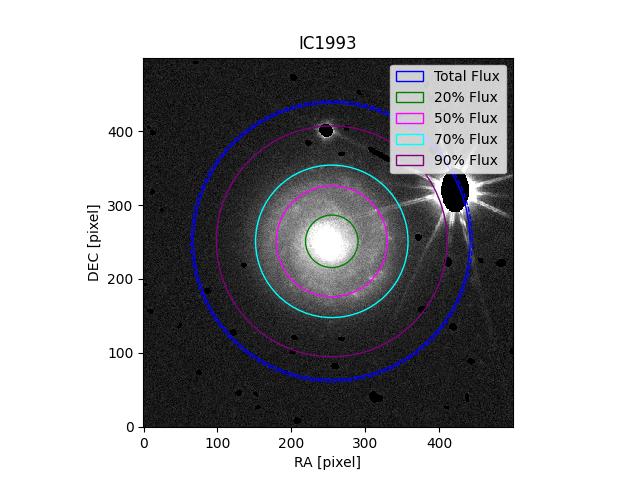 IC1993
Total Flux
20% Flux
50% Flux
70% Flux
90% Flux
400
300
200
100
0
DEC [pixel]
0 100 200 300 400
RA [pixel]